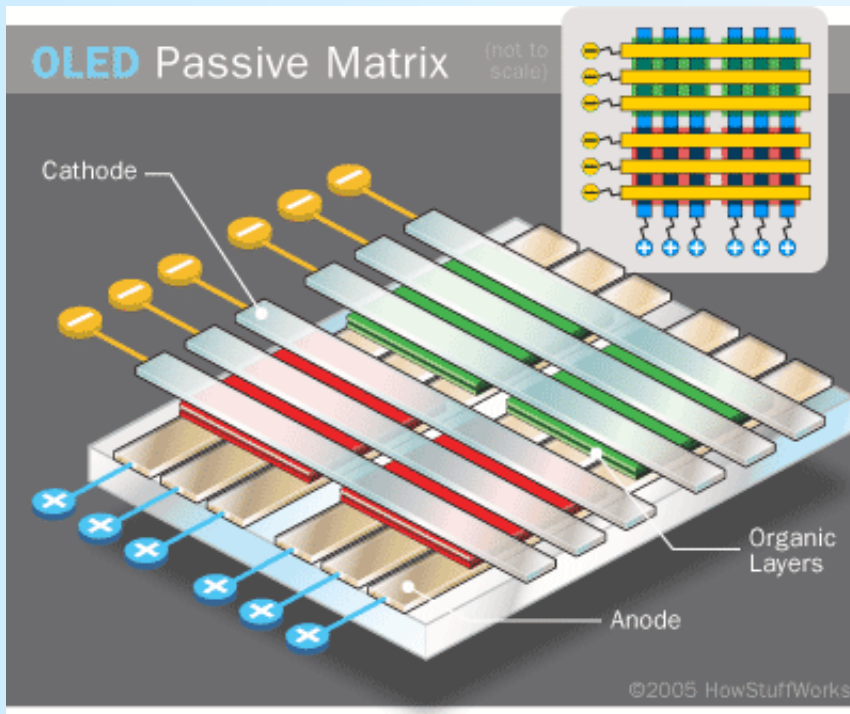 OLED Passive Matrix
(not to
scale)
Cathode
Organic
Layers
Anode
©2005 HowStuffWorks